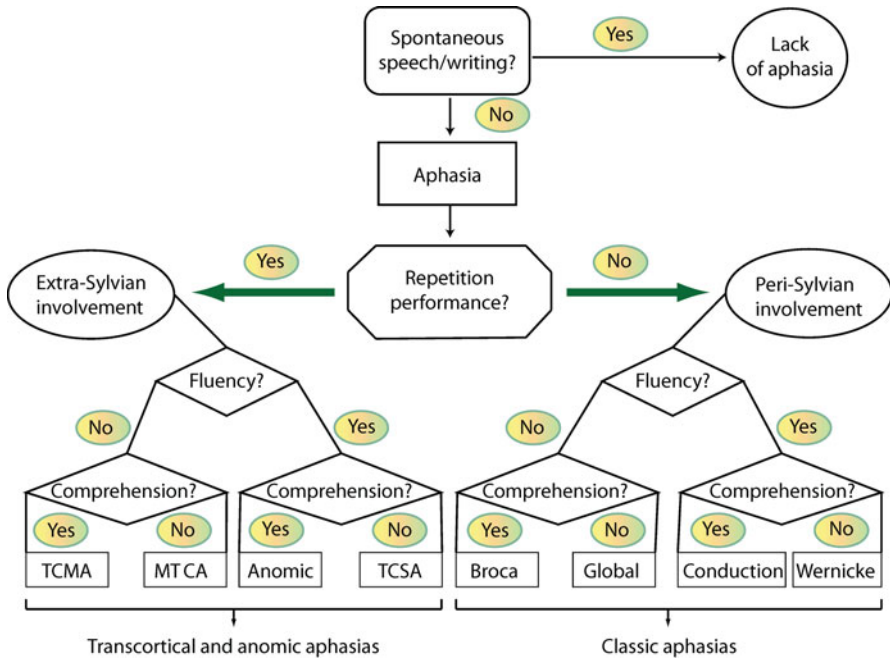 Spontaneous
speech/writing?
Yes
Lack
of aphasia
No
Aphasia
Extra-Sylvian
involvement
Yes
Repetition
performance?
No
Peri-Sylvian
involvement
Fluency?
Fluency?
No
Yes
No
Yes
Comprehension?
Comprehension?
Comprehension?
Comprehension?
Yes
No
Yes
No
Yes
No
Yes
No
TCMA
MTCA
Anomic
TCSA
Broca
Global
Conduction
Wernicke
Transcortical and anomic aphasias
Classic aphasias